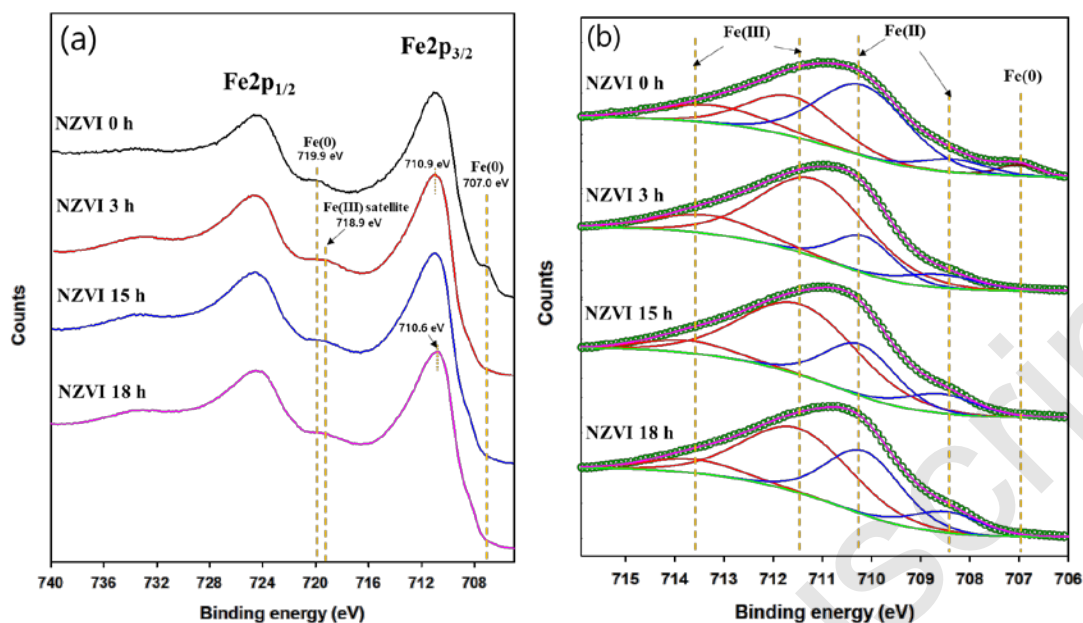 (a)
Fe2p3/2
Fe2p1/2
NZVI 0 h
Fe(0)
719.9 eV
710.9 eV
Fe(0)
707.0 eV
NZVI 3 h
Fe(III) satellite
718.9 eV
NZVI 15 h
710.6 eV
NZVI 18 h
Counts
740 736 732 728 724 720 716 712 708
Binding energy (eV)
(b)
Fe(III)
Fe(II)
Fe(0)
NZVI 0 h
NZVI 3 h
NZVI 15 h
NZVI 18 h
Counts
715 714 713 712 711 710 709 708 707 706
Binding energy (eV)